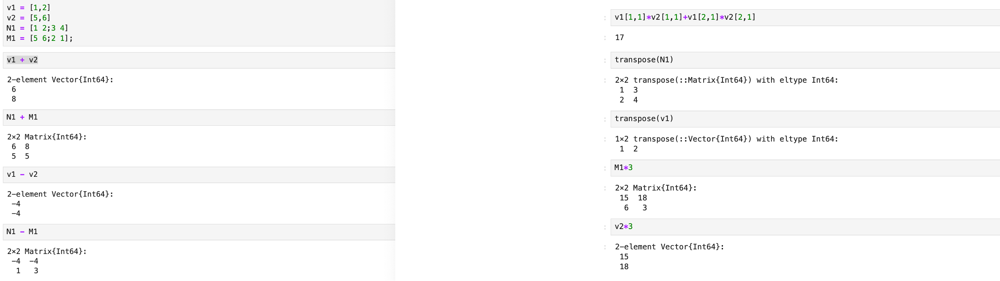 v1 = [1,2]
v2 = [5,6]
N1 = [1 2;3 4]
M1 = [5 6;2 1];
v1 + v2
2-element Vector{Int64}:
 6
 8
N1 + M1
2×2 Matrix{Int64}:
 6  8
 5  5
v1 - v2
2-element Vector{Int64}:
 -4
 -4
N1 - M1
2×2 Matrix{Int64}:
 -4  -4
  1   3
v1[1,1]*v2[1,1]+v1[2,1]*v2[2,1]
17
transpose(N1)
2×2 transpose(::Matrix{Int64}) with eltype Int64:
 1  3
 2  4
transpose(v1)
1×2 transpose(::Vector{Int64}) with eltype Int64:
 1  2
M1*3
2×2 Matrix{Int64}:
 15  18
  6   3
v2*3
2-element Vector{Int64}:
 15
 18